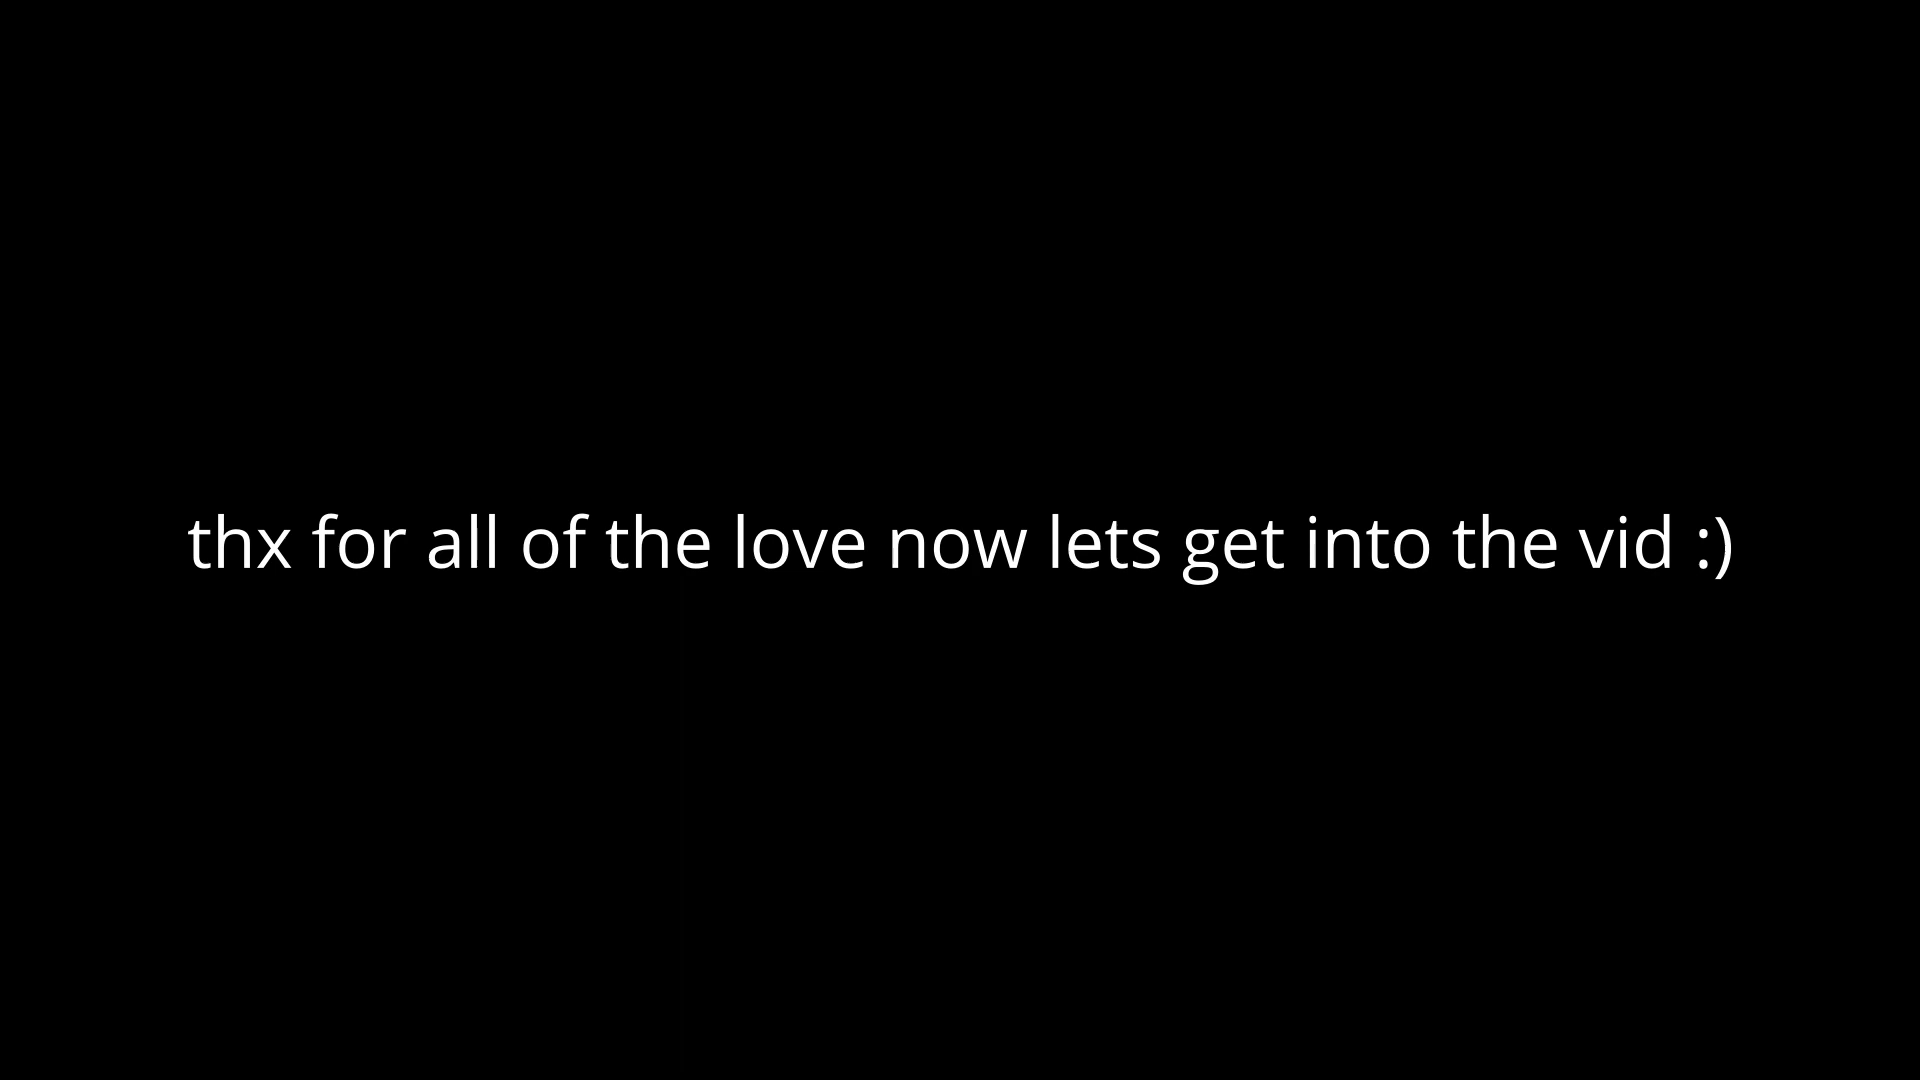 thx for all of the love now lets get into the vid :)